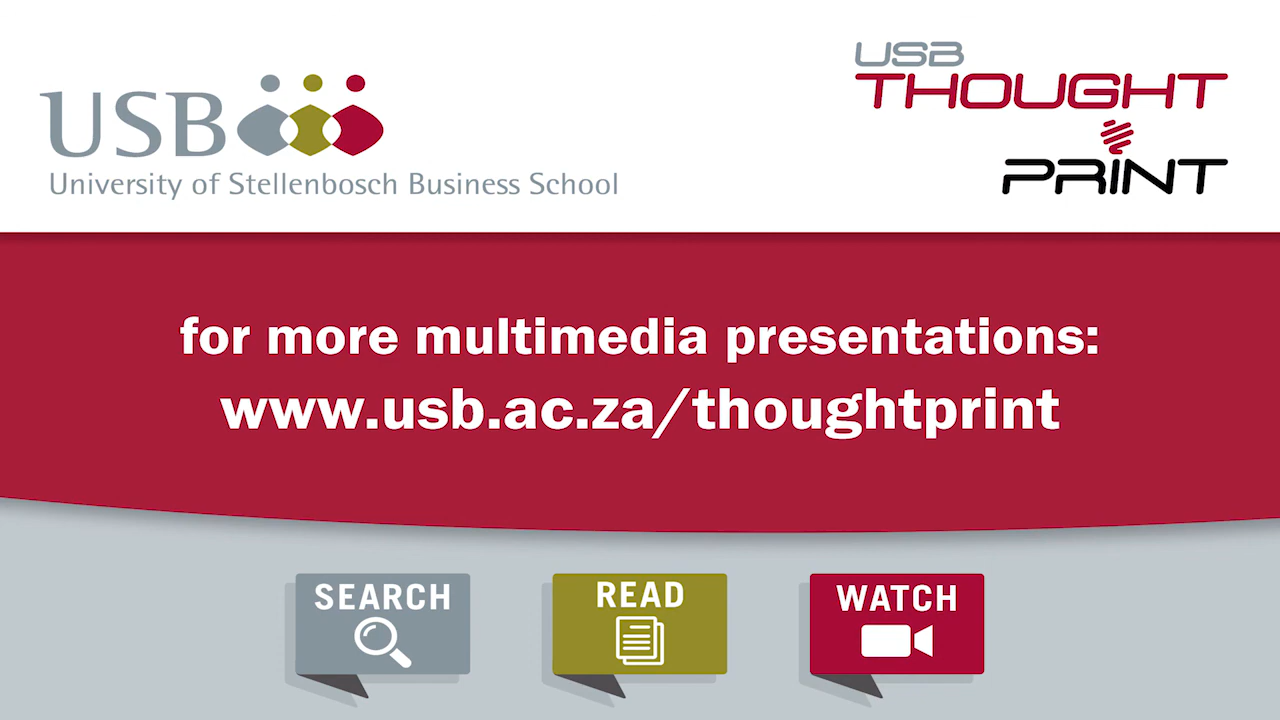 USB
University of Stellenbosch Business School
USB
THOUGHT
PRINT
for more multimedia presentations:
www.usb.ac.za/thoughtprint
SEARCH
READ
WATCH